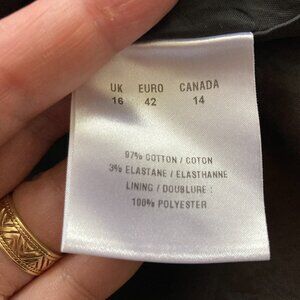 UK EURO CANADA
16 42 14
97% COTTON / COTON
3% ELASTANE / ELASTHANNE
LINING / DOUBLURE :
100% POLYESTER